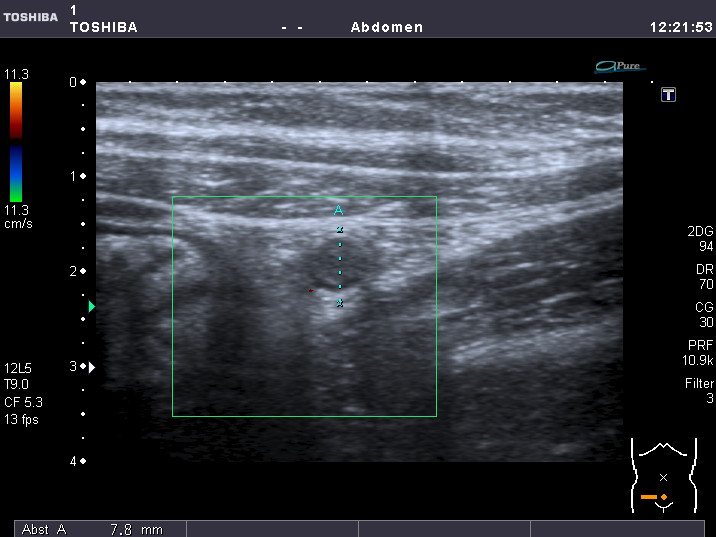 TOSHIBA
1
TOSHIBA - - Abdomen 12:21:53
aPure
T
11.3
11.3
cm/s
0
1
2
3
4
A
2DG
94
DR
70
CG
30
PRF
10.9k
Filter
3
12L5
T9.0
CF 5.3
13 fps
Abst A 7.8 mm